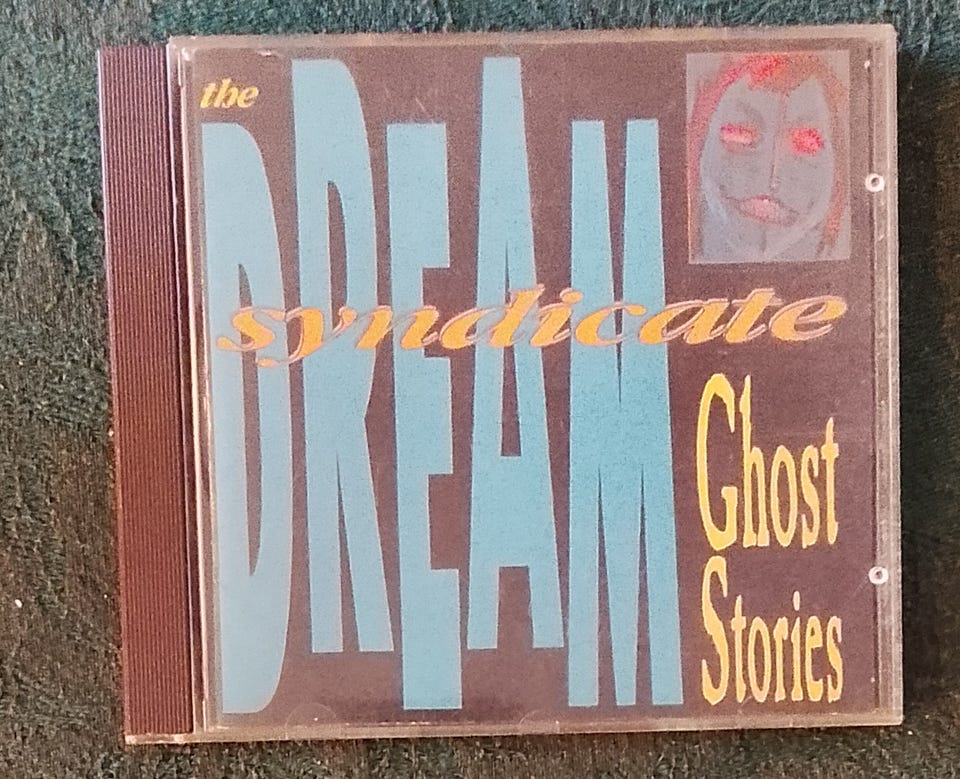 the
DREAM
syndicate
Ghost
Stories